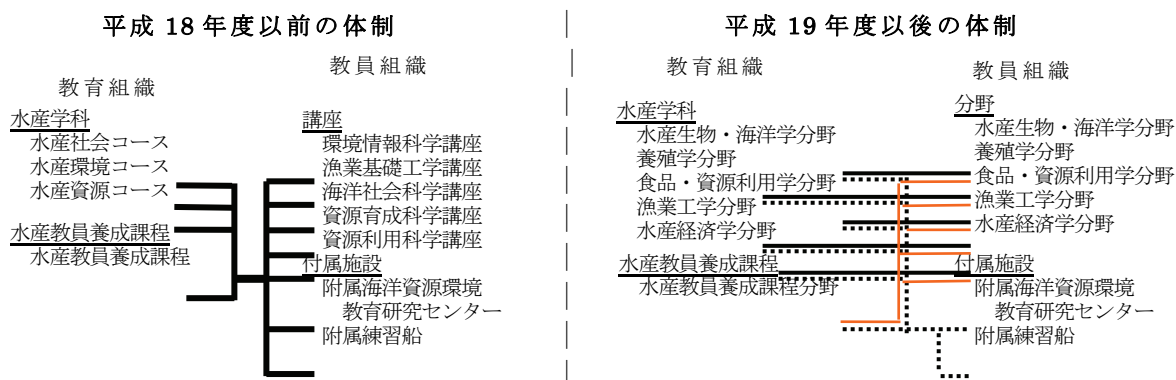 平成 18 年度以前の体制
教育組織
水産学科
水産社会コース
水産環境コース
水産資源コース
水産教員養成課程
水産教員養成課程
教員組織
講座
環境情報科学講座
漁業基礎工学講座
海洋社会科学講座
資源育成科学講座
資源利用科学講座
付属施設
附属海洋資源環境
教育研究センター
附属練習船
平成 19 年度以後の体制
教育組織
水産学科
水産生物・海洋学分野
養殖学分野
食品・資源利用学分野
漁業工学分野
水産経済学分野
水産教員養成課程
水産教員養成課程分野
教員組織
分野
水産生物・海洋学分野
養殖学分野
食品・資源利用学分野
漁業工学分野
水産経済学分野
付属施設
附属海洋資源環境
教育研究センター
附属練習船